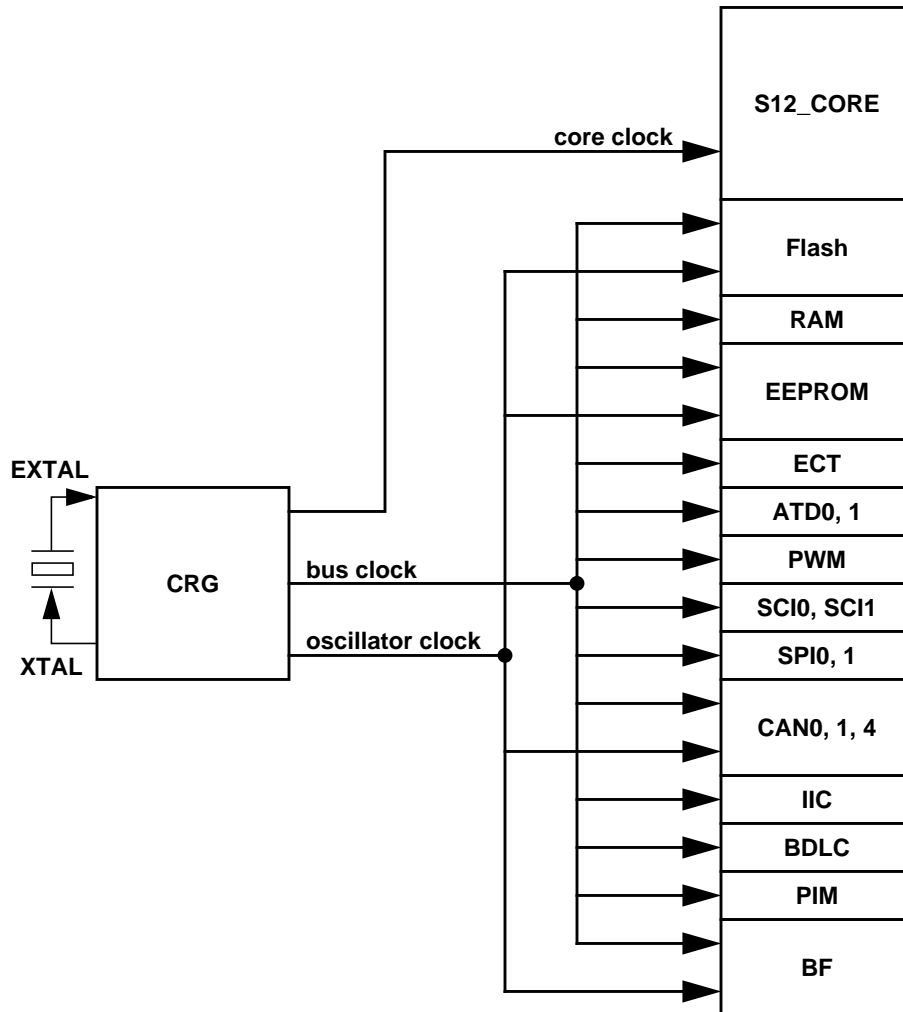 S12_CORE
core clock
Flash
RAM
EEPROM
EXTAL
ECT
ATD0, 1
PWM
CRG
bus clock
SCI0, SCI1
oscillator clock
XTAL
SPI0, 1
CAN0, 1, 4
IIC
BDLC
PIM
BF